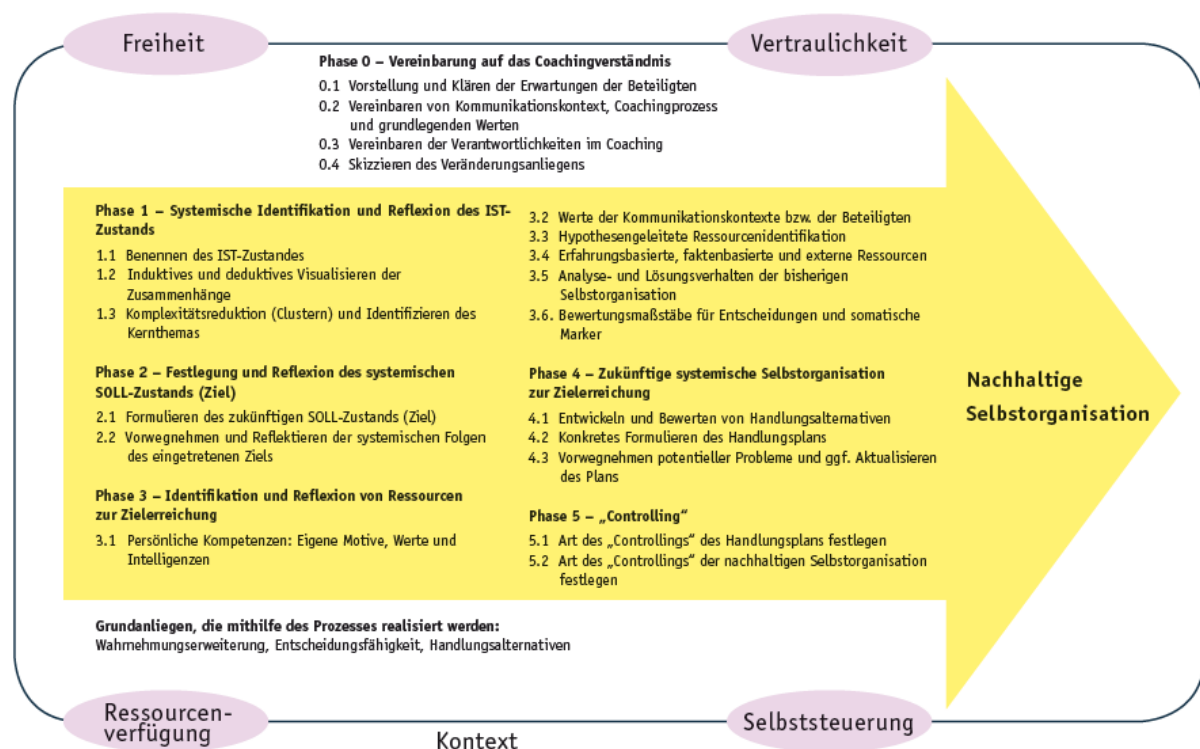 Freiheit
Vertraulichkeit
Phase 0 – Vereinbarung auf das Coachingverständnis
0.1 Vorstellung und Klären der Erwartungen der Beteiligten
0.2 Vereinbaren von Kommunikationskontext, Coachingprozess
und grundlegenden Werten
0.3 Vereinbaren der Verantwortlichkeiten im Coaching
0.4 Skizzieren des Veränderungsanliegens
Phase 1 – Systemische Identifikation und Reflexion des IST-
Zustands
1.1 Benennen des IST-Zustandes
1.2 Induktives und deduktives Visualisieren der
Zusammenhänge
1.3 Komplexitätsreduktion (Clustern) und Identifizieren des
Kernthemas
Phase 2 – Festlegung und Reflexion des systemischen
SOLL-Zustands (Ziel)
2.1 Formulieren des zukünftigen SOLL-Zustands (Ziel)
2.2 Vorwegnehmen und Reflektieren der systemischen Folgen
des eingetretenen Ziels
Phase 3 – Identifikation und Reflexion von Ressourcen
zur Zielerreichung
3.1 Persönliche Kompetenzen: Eigene Motive, Werte und
Intelligenzen
3.2 Werte der Kommunikationskontexte bzw. der Beteiligten
3.3 Hypothesengeleitete Ressourcenidentifikation
3.4 Erfahrungsbasierte, faktenbasierte und externe Ressourcen
3.5 Analyse- und Lösungsverhalten der bisherigen
Selbstorganisation
3.6. Bewertungsmaßstäbe für Entscheidungen und somatische
Marker
Phase 4 – Zukünftige systemische Selbstorganisation
zur Zielerreichung
4.1 Entwickeln und Bewerten von Handlungsalternativen
4.2 Konkretes Formulieren des Handlungsplans
4.3 Vorwegnehmen potentieller Probleme und ggf. Aktualisieren
des Plans
Phase 5 – „Controlling“
5.1 Art des „Controllings“ des Handlungsplans festlegen
5.2 Art des „Controllings“ der nachhaltigen Selbstorganisation
festlegen
Nachhaltige
Selbstorganisation
Grundanliegen, die mithilfe des Prozesses realisiert werden:
Wahrnehmungserweiterung, Entscheidungsfähigkeit, Handlungsalternativen
Ressourcen-
verfügung
Kontext
Selbststeuerung